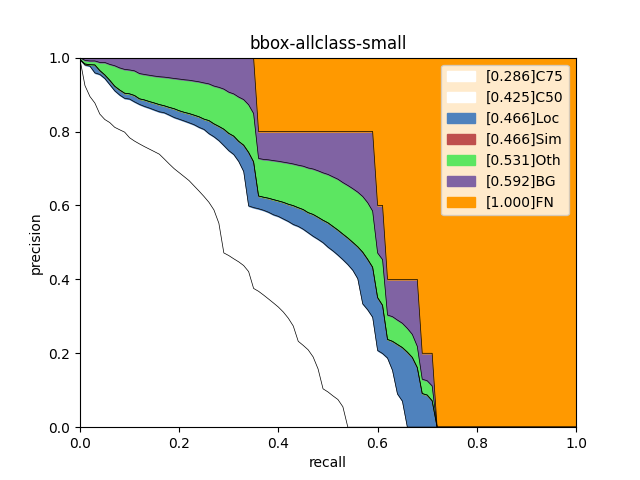 bbox-allclass-small
1.0
0.8
0.6
0.4
0.2
0.0
precision
[0.286]C75
[0.425]C50
[0.466]Loc
[0.466]Sim
[0.531]Oth
[0.592]BG
[1.000]FN
0.0 0.2 0.4 0.6 0.8 1.0
recall